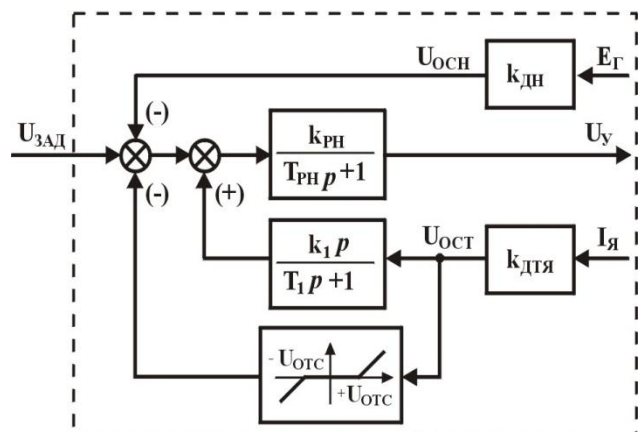 U_ОСН
k_ДН
E_Г
(-)
U_ЗАД
k_РН
T_РН p +1
U_У
(-)
(+)
k_1 p
T_1 p +1
U_ОСТ
k_ДТЯ
I_Я
- U_ОТС
+U_ОТС